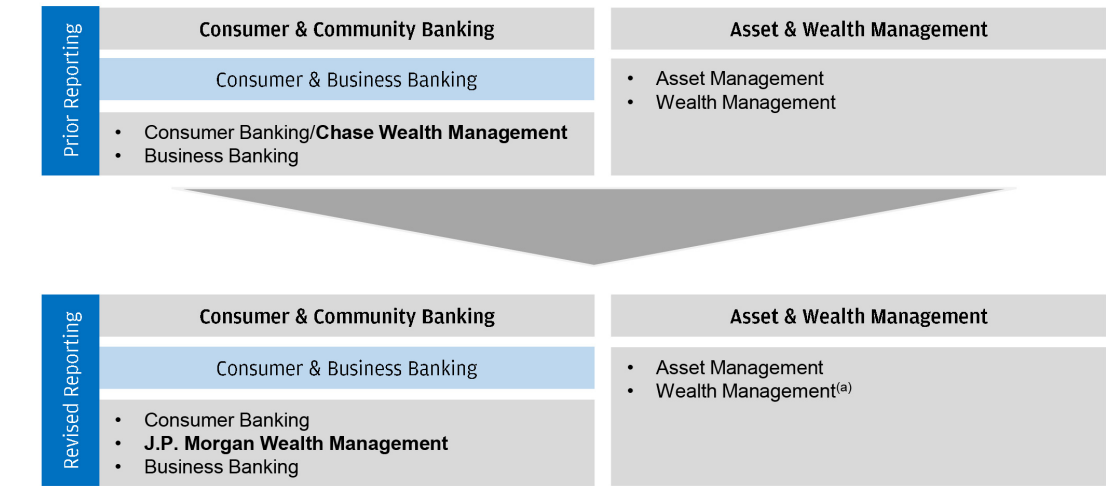 Prior Reporting
Consumer & Community Banking
Consumer & Business Banking
• Consumer Banking/Chase Wealth Management
• Business Banking
Asset & Wealth Management
• Asset Management
• Wealth Management
Revised Reporting
Consumer & Community Banking
Consumer & Business Banking
• Consumer Banking
• J.P. Morgan Wealth Management
• Business Banking
Asset & Wealth Management
• Asset Management
• Wealth Management(a)